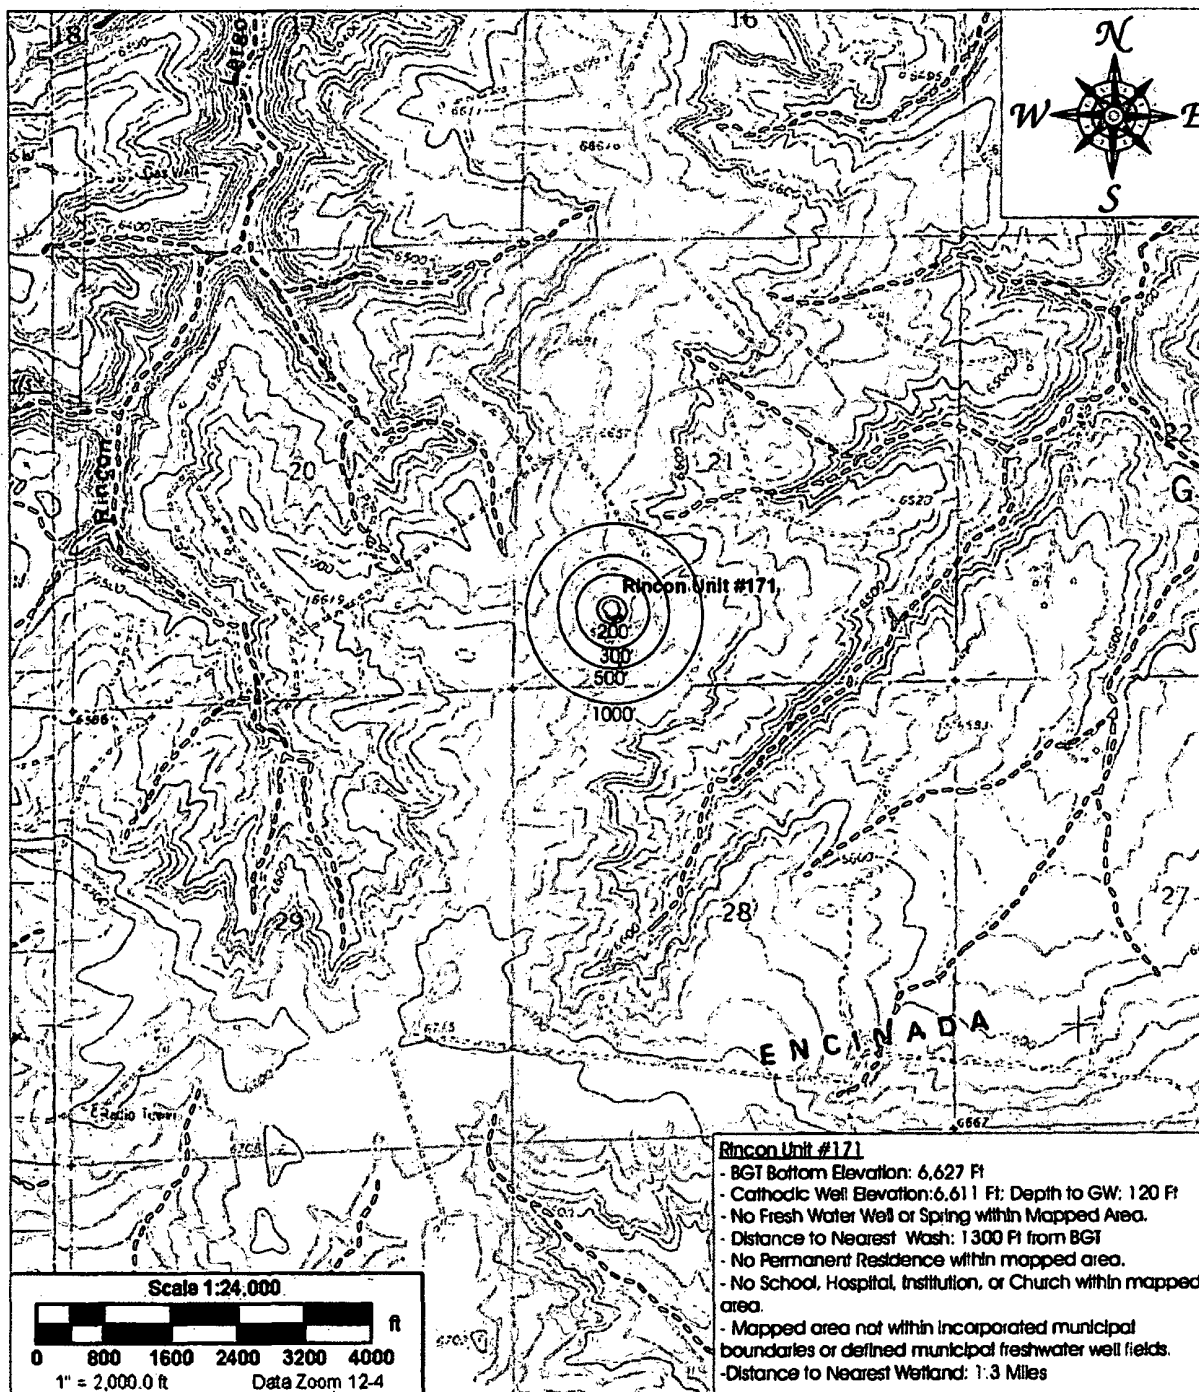 18
16
N
W E
S
Largo
Gas Well
6400
6600
20
21
22
G
Rincon
6500
6520
Rincon Unit #171
200
300
500
1000
6586
6591
6600
28
27
29
ENCINADA
6715
Radio Tower
6667
Rincon Unit #171
- BGT Bottom Elevation: 6,627 Ft
- Cathodic Well Elevation:6,611 Ft; Depth to GW: 120 Ft
- No Fresh Water Well or Spring within Mapped Area.
- Distance to Nearest Wash: 1300 Ft from BGT
- No Permanent Residence within mapped area.
- No School, Hospital, Institution, or Church within mapped
area.
- Mapped area not within incorporated municipal
boundaries or defined municipal freshwater well fields.
-Distance to Nearest Wetland: 1.3 Miles
Scale 1:24,000
ft
0 800 1600 2400 3200 4000
1" = 2,000.0 ft Data Zoom 12-4